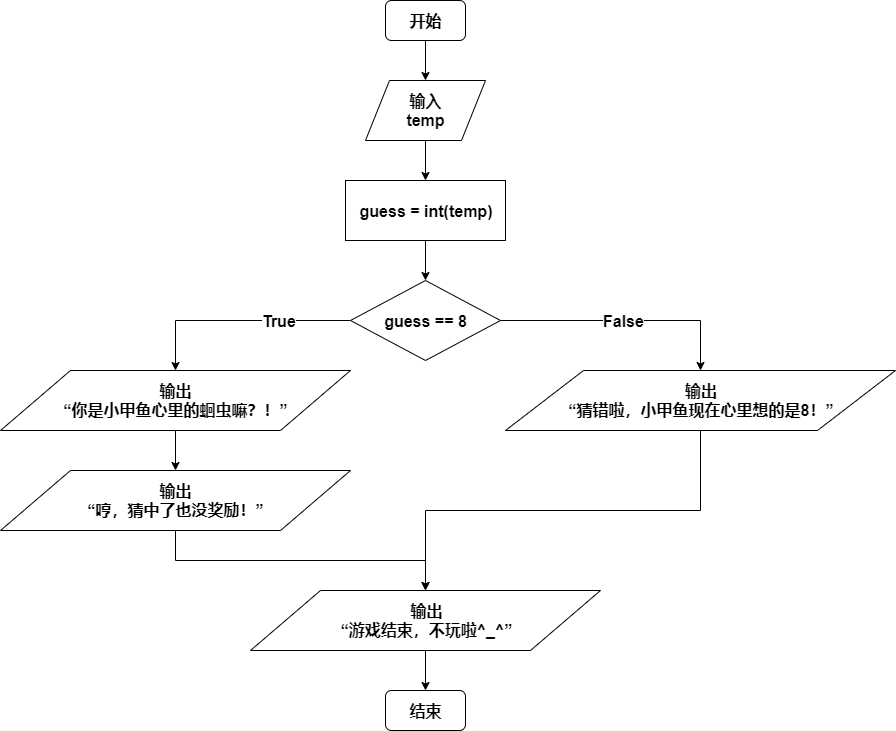 开始
输入
temp
guess = int(temp)
guess == 8
True
False
输出
“你是小甲鱼心里的蛔虫嘛？！”
输出
“猜错啦，小甲鱼现在心里想的是8！”
输出
“哼，猜中了也没奖励！”
输出
“游戏结束，不玩啦^_^”
结束